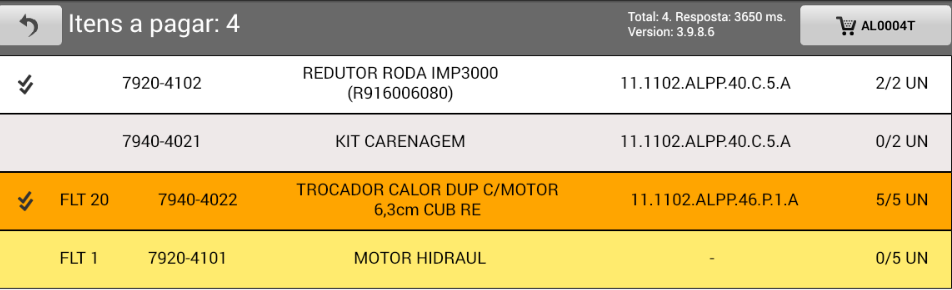 Itens a pagar: 4
Total: 4. Resposta: 3650 ms.
Version: 3.9.8.6
AL0004T
7920-4102 REDUTOR RODA IMP3000 (R916006080) 11.1102.ALPP.40.C.5.A 2/2 UN
7940-4021 KIT CARENAGEM 11.1102.ALPP.40.C.5.A 0/2 UN
FLT 20 7940-4022 TROCADOR CALOR DUP C/MOTOR 6,3cm CUB RE 11.1102.ALPP.46.P.1.A 5/5 UN
FLT 1 7920-4101 MOTOR HIDRAUL - 0/5 UN